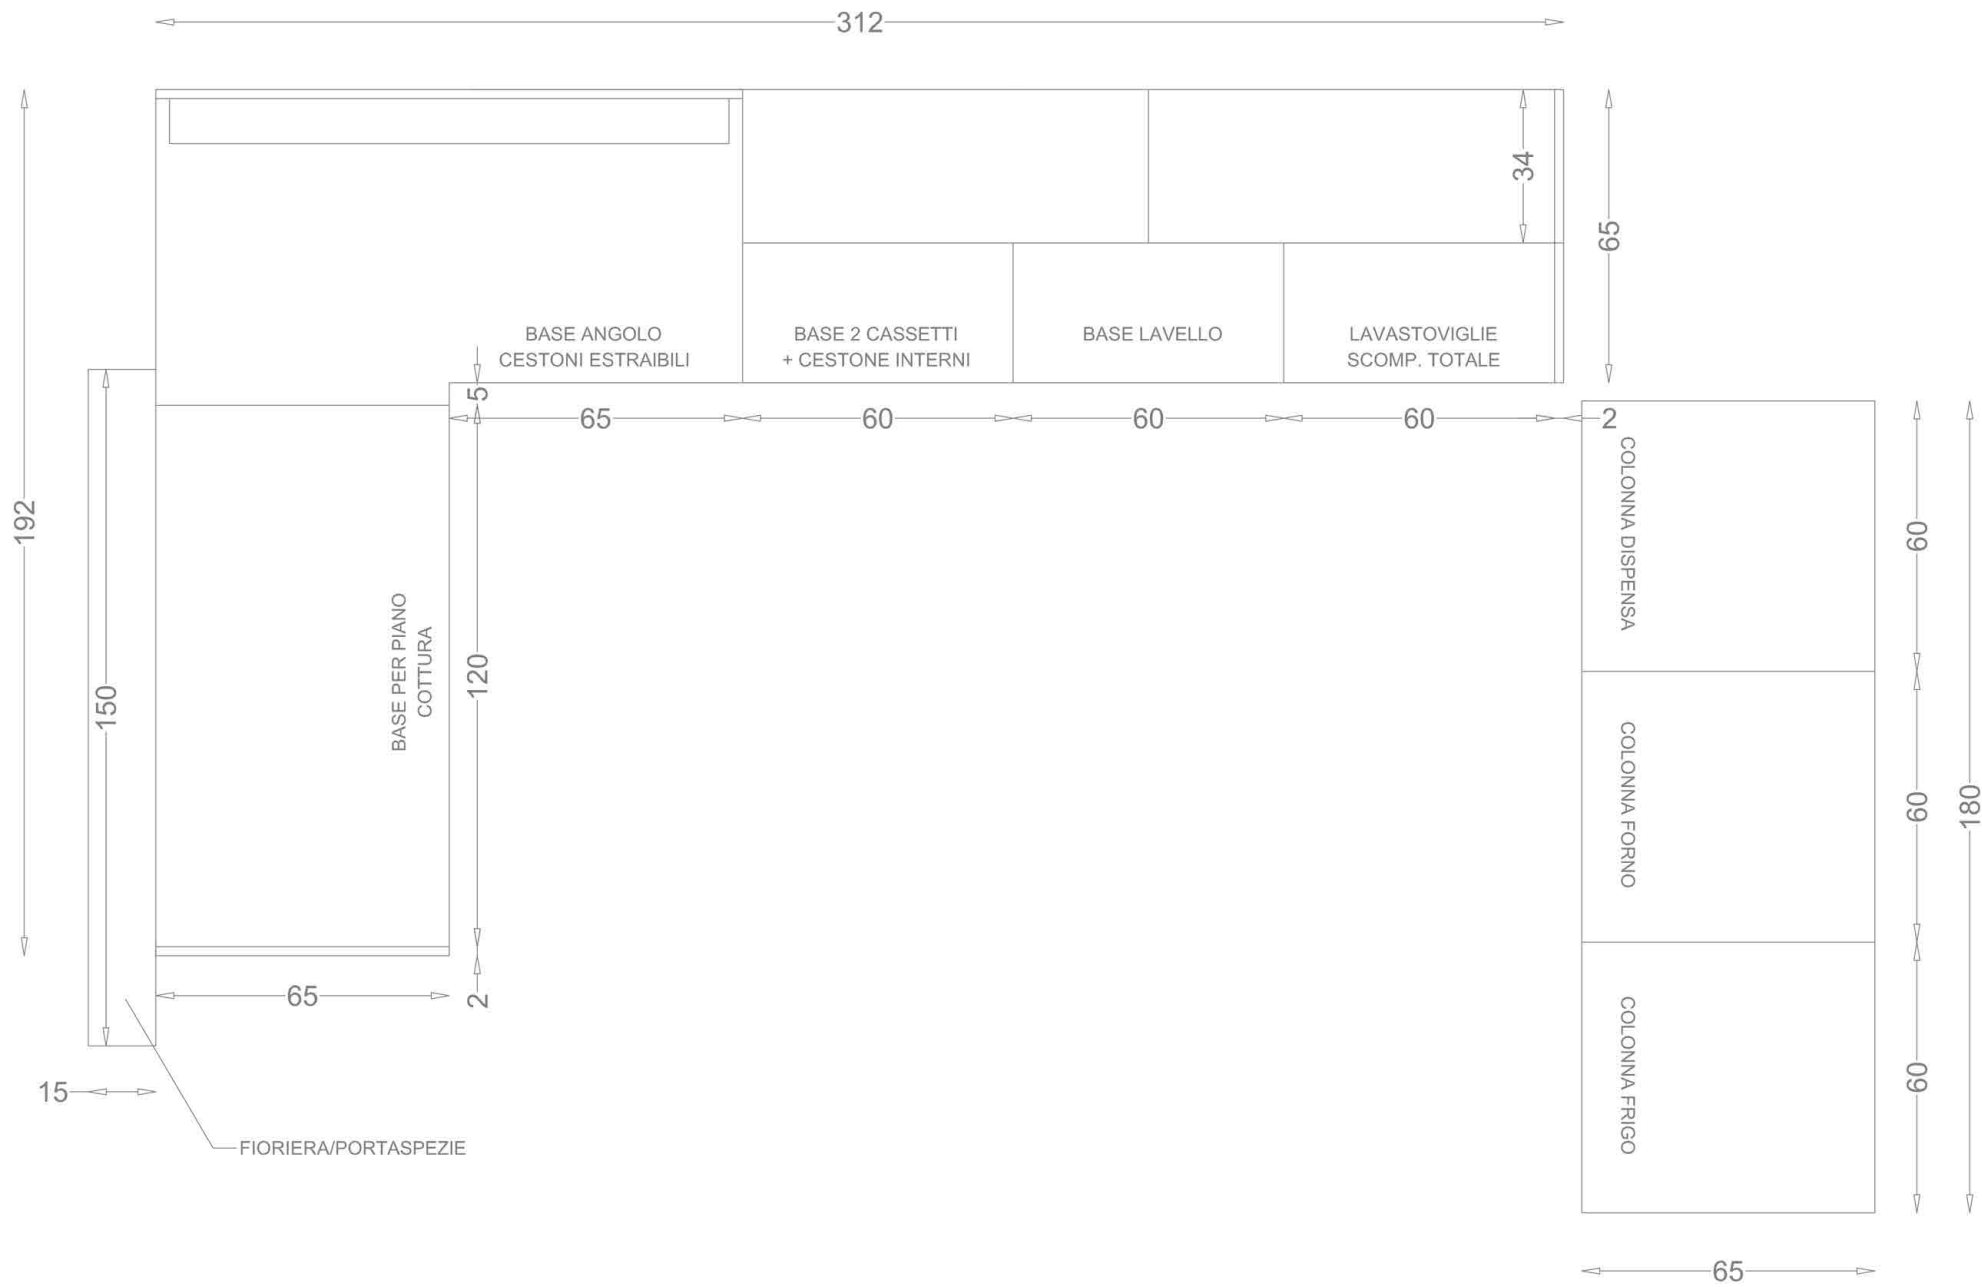 312
34
65
192
BASE ANGOLO
CESTONI ESTRAIBILI
BASE 2 CASSETTI
+ CESTONE INTERNI
BASE LAVELLO
LAVASTOVIGLIE
SCOMP. TOTALE
5
65
60
60
60
2
150
BASE PER PIANO
COTTURA
120
COLONNA DISPENSA
60
COLONNA FORNO
60
180
COLONNA FRIGO
60
65
2
15
FIORIERA/PORTASPEZIE
65